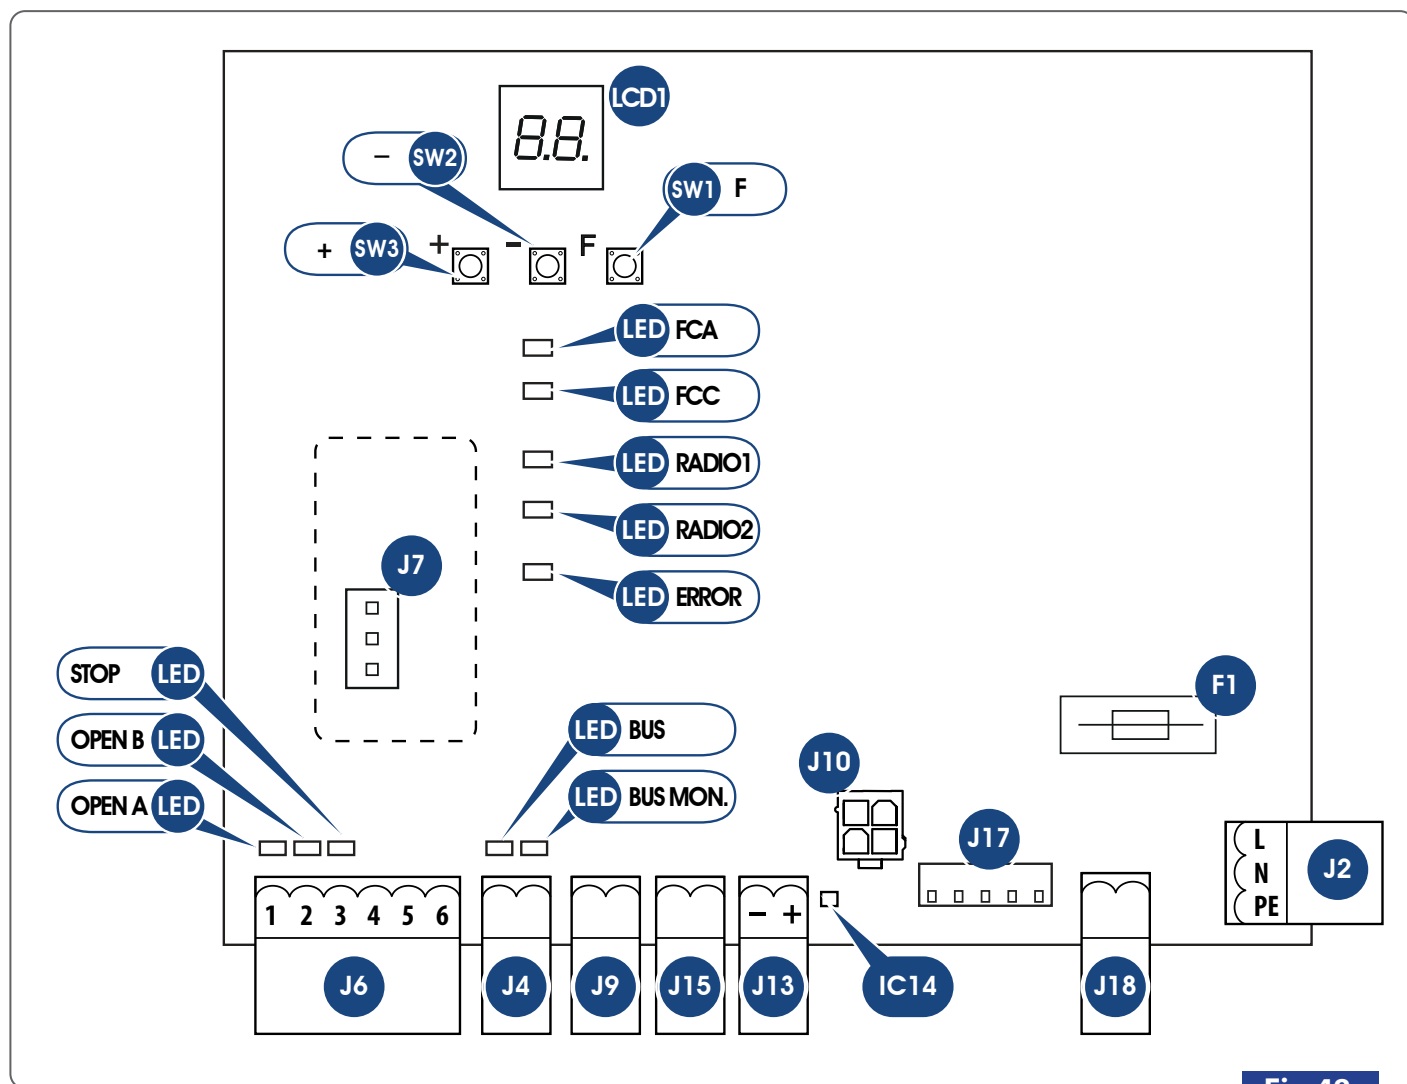 LCD1
8.8.
- SW2
SW1 F
+ SW3
+ - F
LED FCA
LED FCC
LED RADIO1
LED RADIO2
LED ERROR
J7
STOP LED
OPEN B LED
OPEN A LED
LED BUS
LED BUS MON.
F1
J10
J17
L
N
PE
J2
1 2 3 4 5 6
- +
J6
J4
J9
J15
J13
IC14
J18